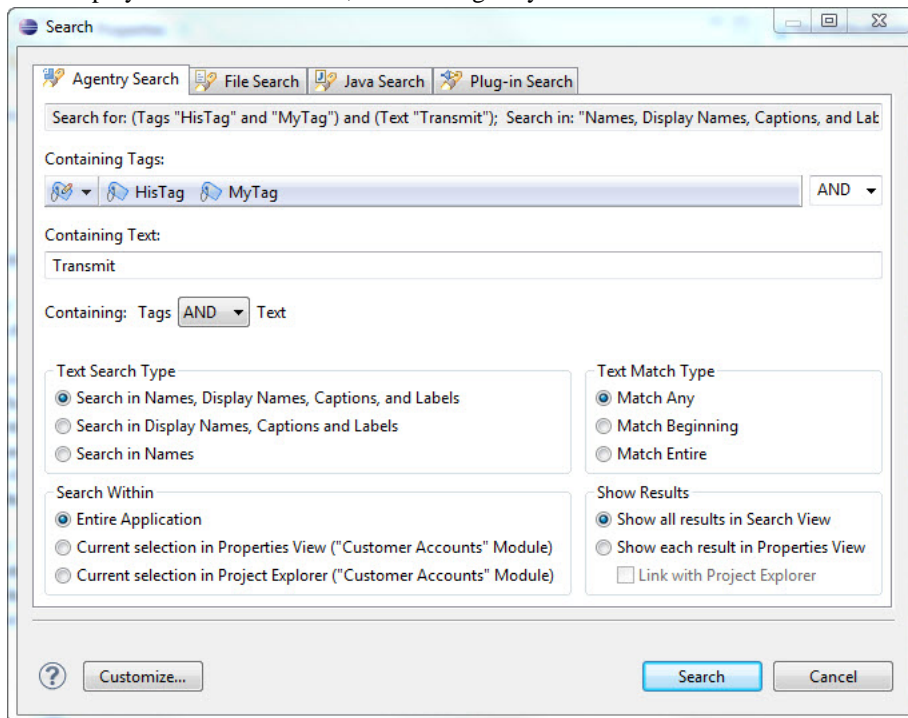 Search
Agentry Search File Search Java Search Plug-in Search
Search for: (Tags "HisTag" and "MyTag") and (Text "Transmit"); Search in: "Names, Display Names, Captions, and Lab
Containing Tags:
HisTag MyTag AND
Containing Text:
Transmit
Containing: Tags AND Text
Text Search Type
Search in Names, Display Names, Captions, and Labels
Search in Display Names, Captions and Labels
Search in Names
Text Match Type
Match Any
Match Beginning
Match Entire
Search Within
Entire Application
Current selection in Properties View ("Customer Accounts" Module)
Current selection in Project Explorer ("Customer Accounts" Module)
Show Results
Show all results in Search View
Show each result in Properties View
Link with Project Explorer
? Customize... Search Cancel